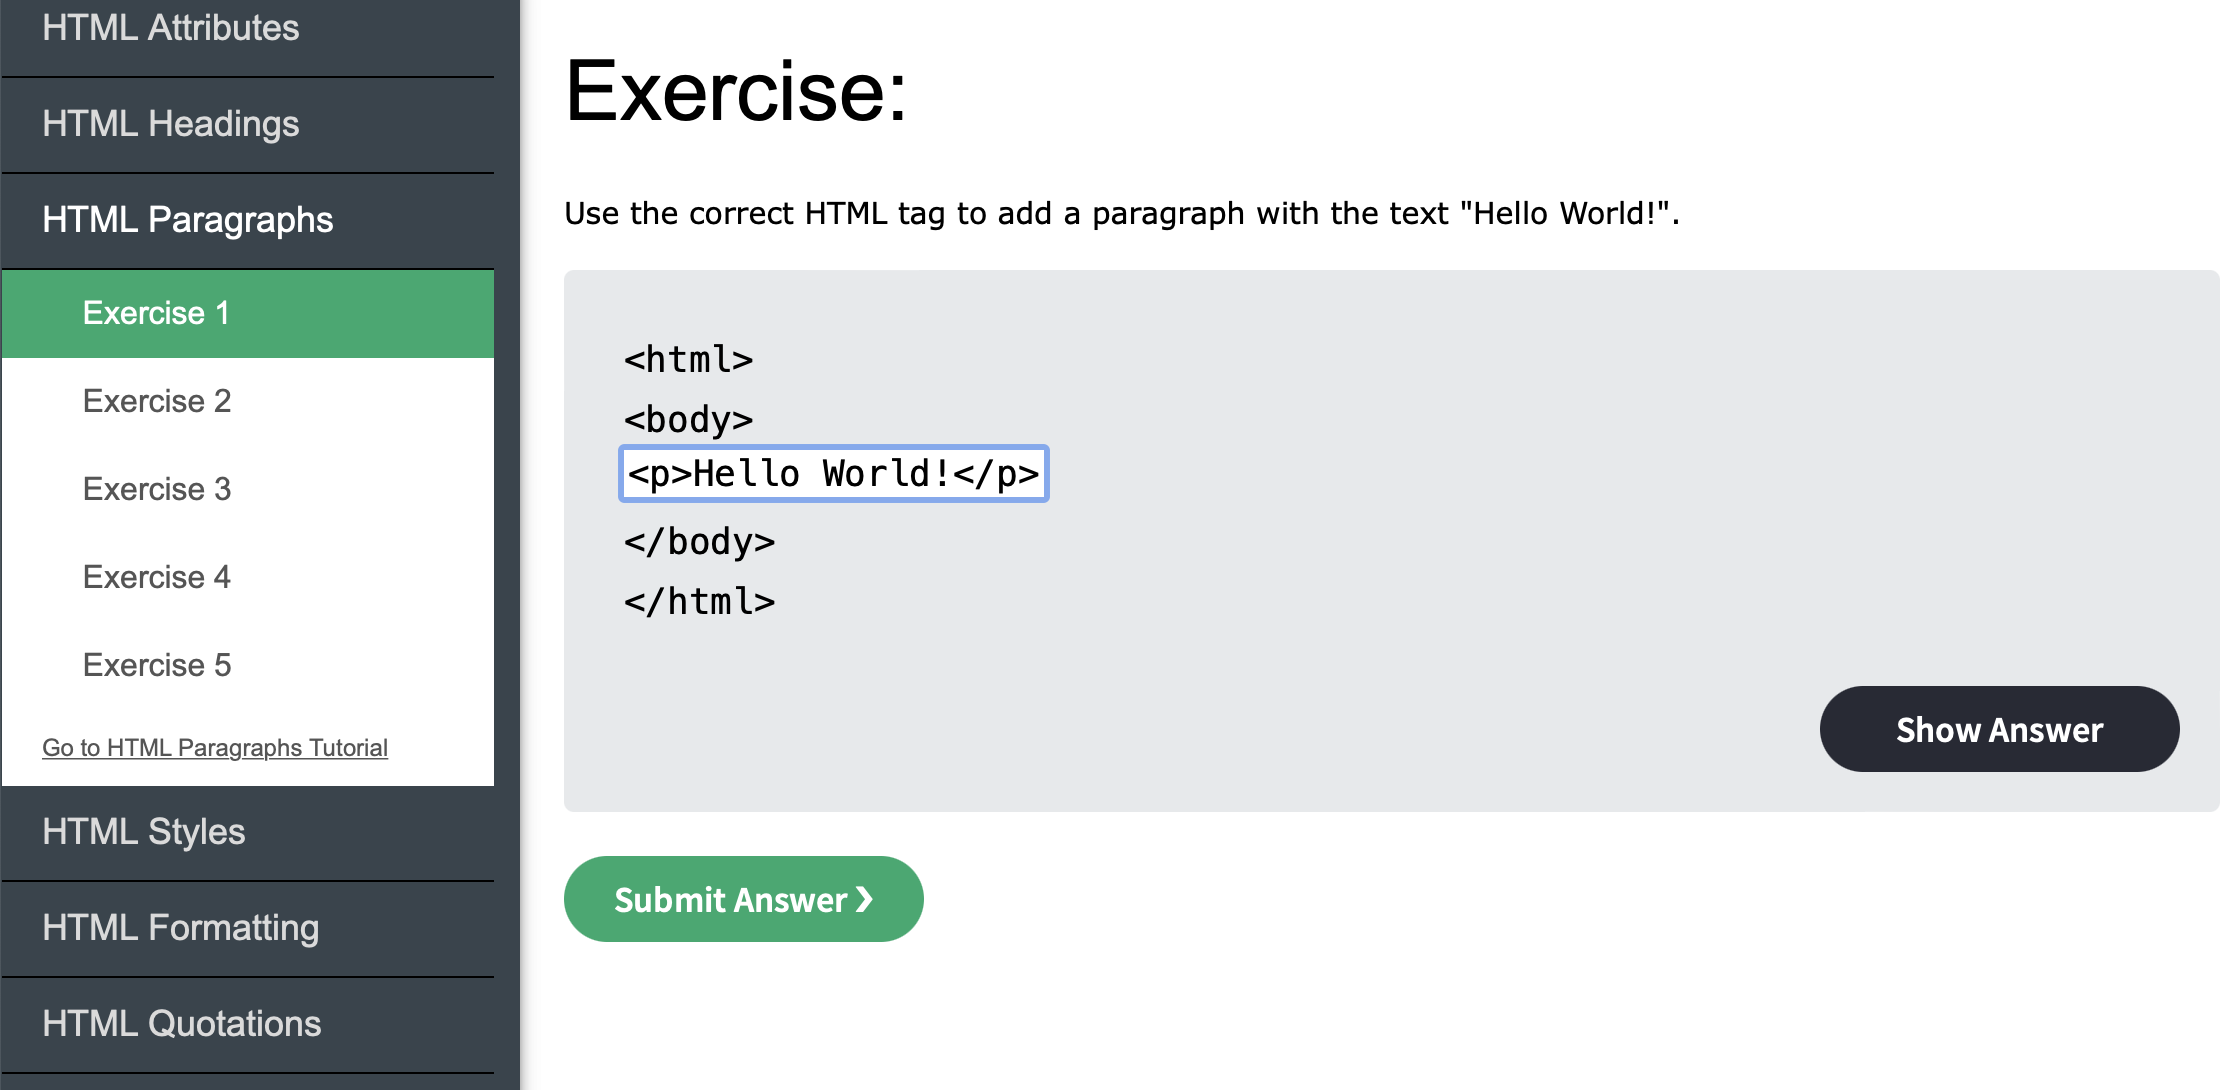 HTML Attributes
HTML Headings
HTML Paragraphs
Exercise 1
Exercise 2
Exercise 3
Exercise 4
Exercise 5
Go to HTML Paragraphs Tutorial
HTML Styles
HTML Formatting
HTML Quotations
Exercise:
Use the correct HTML tag to add a paragraph with the text "Hello World!".
<html>
<body>
<p>Hello World!</p>
</body>
</html>
Show Answer
Submit Answer ❯